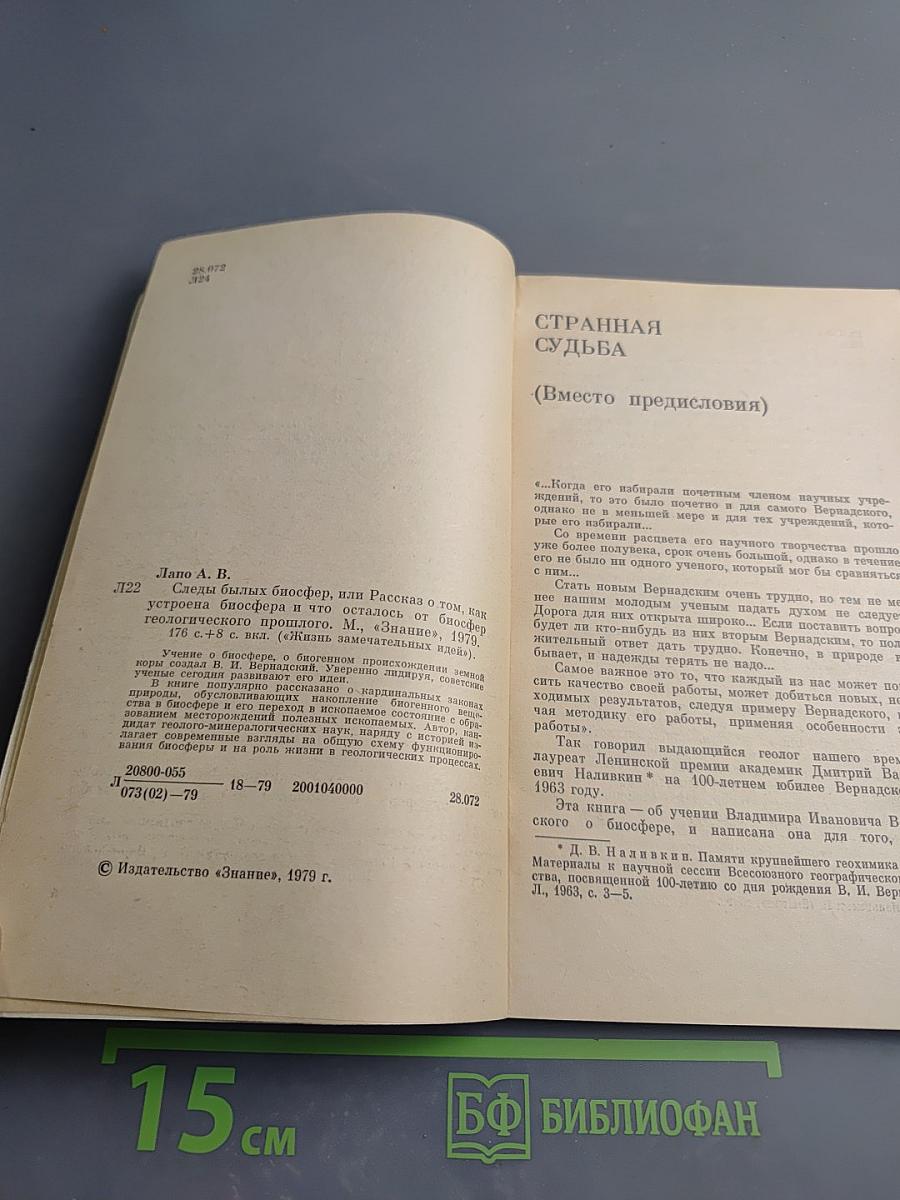 28.072
Л24
Лапо А. В.
Л22 Следы былых биосфер, или Рассказ о том, как
устроена биосфера и что осталось от биосфер
геологического прошлого. М., «Знание», 1979.
176 с.+8 с. вкл. («Жизнь замечательных идей»).
Учение о биосфере, о биогенном происхождении земной
коры создал В. И. Вернадский. Уверенно лидируя, советские
ученые сегодня развивают его идеи.
В книге популярно рассказано о кардинальных законах
природы, обусловливающих накопление биогенного веще-
ства в биосфере и его переход в ископаемое состояние с обра-
зованием месторождений полезных ископаемых. Автор, кан-
дидат геолого-минералогических наук, наряду с историей из-
лагает современные взгляды на общую схему функциониро-
вания биосферы и на роль жизни в геологических процессах.
20800-055
Л 18—79 2001040000
073(02)—79
28.072
© Издательство «Знание», 1979 г.
СТРАННАЯ
СУДЬБА
(Вместо предисловия)
«...Когда его избирали почетным членом научных учре-
ждений, то это было почетно и для самого Вернадского,
однако не в меньшей мере и для тех учреждений, кото-
рые его избирали...
Со времени расцвета его научного творчества прошло
уже более полувека, срок очень большой, однако в течение
его не было ни одного ученого, который мог бы сравняться
с ним...
Стать новым Вернадским очень трудно, но тем не ме
нее нашим молодым ученым падать духом не следуе
Дорога для них открыта широко... Если поставить вопро
будет ли кто-нибудь из них вторым Вернадским, то пол
жительный ответ дать трудно. Конечно, в природе в
бывает, и надежды терять не надо...
Самое важное это то, что каждый из нас может по
сить качество своей работы, может добиться новых, не
ходимых результатов, следуя примеру Вернадского,
чая методику его работы, применяя особенности
работы».
Так говорил выдающийся геолог нашего врем
лауреат Ленинской премии академик Дмитрий Ва
евич Наливкин * на 100-летнем юбилее Вернадск
1963 году.
Эта книга — об учении Владимира Ивановича В
ского о биосфере, и написана она для того,
* Д. В. Наливкин. Памяти крупнейшего геохимика
Материалы к научной сессии Всесоюзного географическо
ства, посвященной 100-летию со дня рождения В. И. Вер
Л., 1963, с. 3—5.
15 см
БФ БИБЛИОФАН